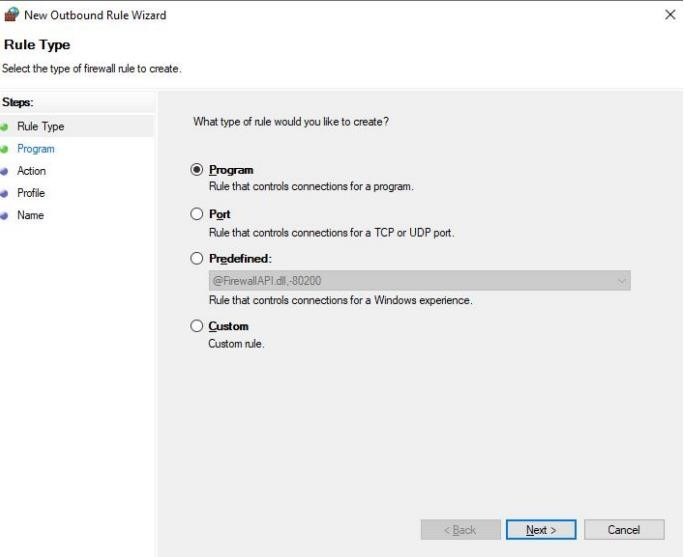 New Outbound Rule Wizard
Rule Type
Select the type of firewall rule to create.
Steps:
Rule Type
Program
Action
Profile
Name
What type of rule would you like to create?
Program
Rule that controls connections for a program.
Port
Rule that controls connections for a TCP or UDP port.
Predefined:
@FirewallAPI.dll,-80200
Rule that controls connections for a Windows experience.
Custom
Custom rule.
< Back
Next >
Cancel